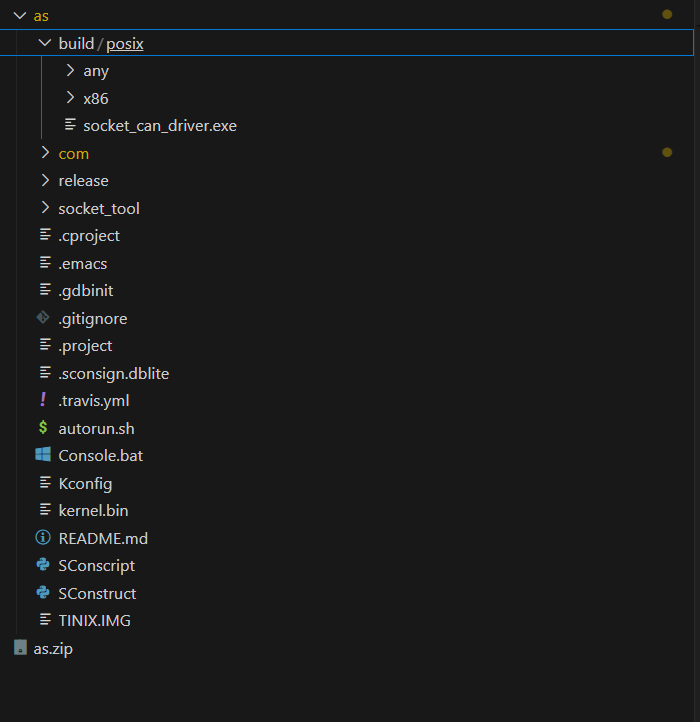 as
build / posix
any
x86
socket_can_driver.exe
com
release
socket_tool
.cproject
.emacs
.gdbinit
.gitignore
.project
.sconsign.dblite
! .travis.yml
$ autorun.sh
Console.bat
Kconfig
kernel.bin
README.md
SConscript
SConstruct
TINIX.IMG
as.zip